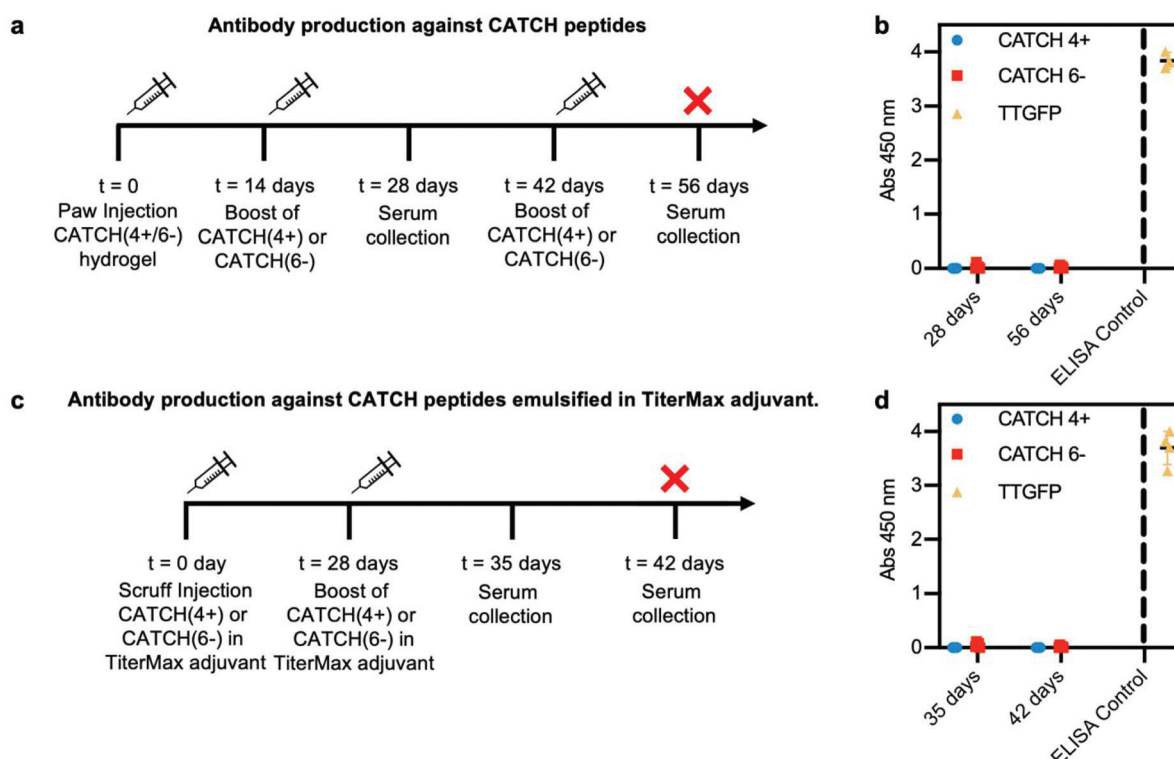 a
Antibody production against CATCH peptides
t = 0
Paw Injection
CATCH(4+/6-)
hydrogel
t = 14 days
Boost of
CATCH(4+) or
CATCH(6-)
t = 28 days
Serum
collection
t = 42 days
Boost of
CATCH(4+) or
CATCH(6-)
t = 56 days
Serum
collection
b
CATCH 4+
CATCH 6-
TTGFP
Abs 450 nm
4
3
2
1
0
28 days
56 days
ELISA Control
c
Antibody production against CATCH peptides emulsified in TiterMax adjuvant.
t = 0 day
Scruff Injection
CATCH(4+) or
CATCH(6-) in
TiterMax adjuvant
t = 28 days
Boost of
CATCH(4+) or
CATCH(6-) in
TiterMax adjuvant
t = 35 days
Serum
collection
t = 42 days
Serum
collection
d
CATCH 4+
CATCH 6-
TTGFP
Abs 450 nm
4
3
2
1
0
35 days
42 days
ELISA Control